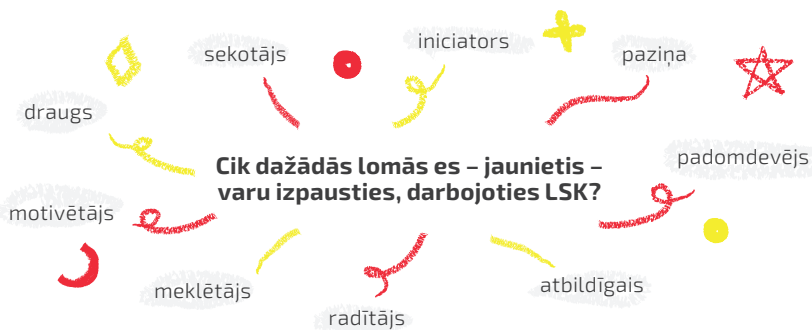 iniciators
sekotājs
paziņa
draugs
Cik dažādās lomās es – jaunietis –
varu izpausties, darbojoties LSK?
padomdevējs
motivētājs
meklētājs
atbildīgais
radītājs